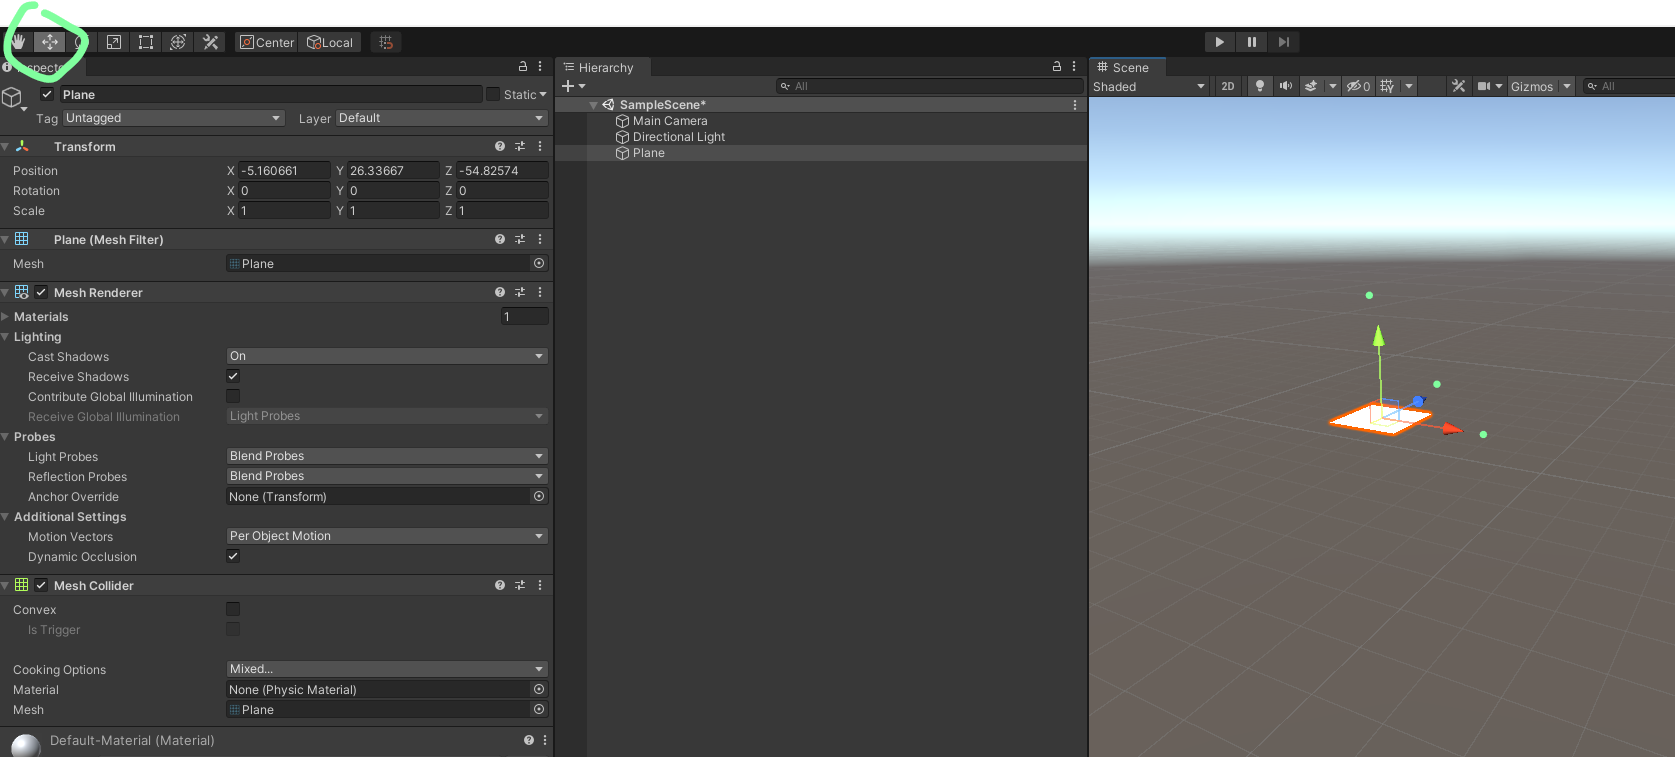 Center Local
Inspector
Plane Static
Tag Untagged Layer Default
Transform
Position X -5.160661 Y 26.33667 Z -54.82574
Rotation X 0 Y 0 Z 0
Scale X 1 Y 1 Z 1
Plane (Mesh Filter)
Mesh Plane
Mesh Renderer
Materials 1
Lighting
Cast Shadows On
Receive Shadows
Contribute Global Illumination
Receive Global Illumination Light Probes
Probes
Light Probes Blend Probes
Reflection Probes Blend Probes
Anchor Override None (Transform)
Additional Settings
Motion Vectors Per Object Motion
Dynamic Occlusion
Mesh Collider
Convex
Is Trigger
Cooking Options Mixed...
Material None (Physic Material)
Mesh Plane
Default-Material (Material)
Hierarchy
All
SampleScene*
Main Camera
Directional Light
Plane
Scene
Shaded 2D 0 Gizmos All